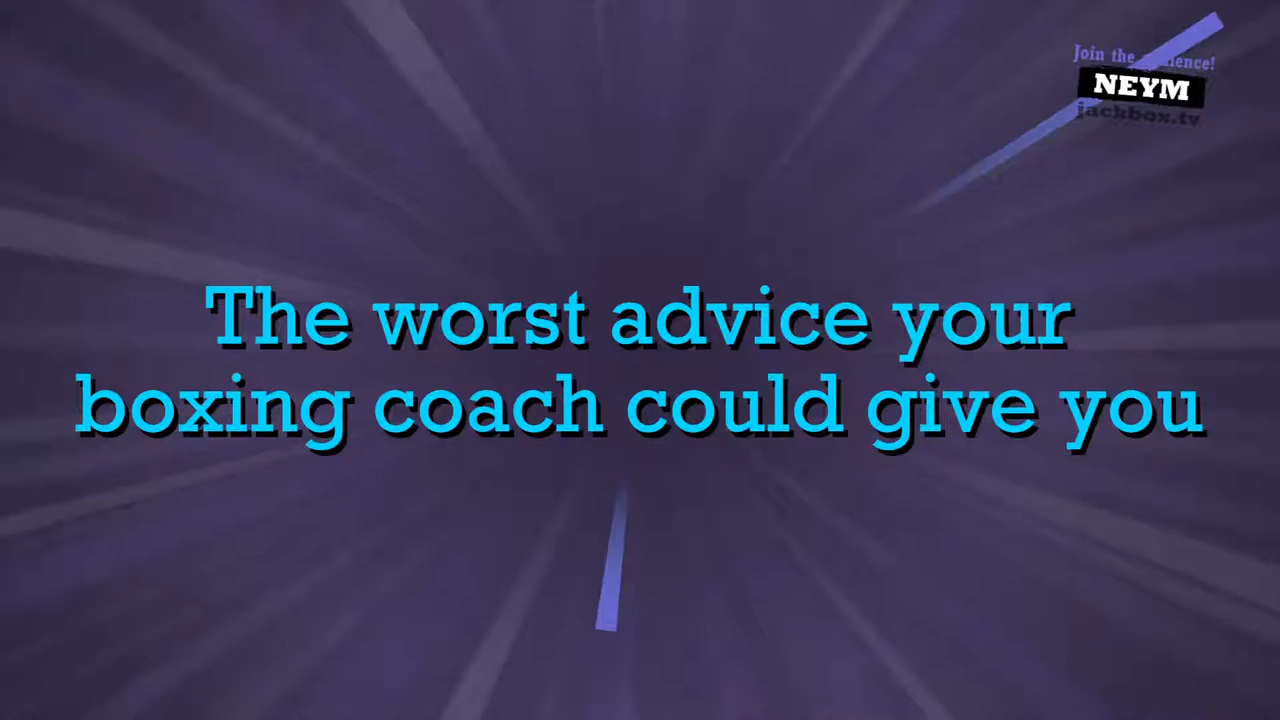 Join the
NEYM
jackbox.tv
The worst advice your
boxing coach could give you